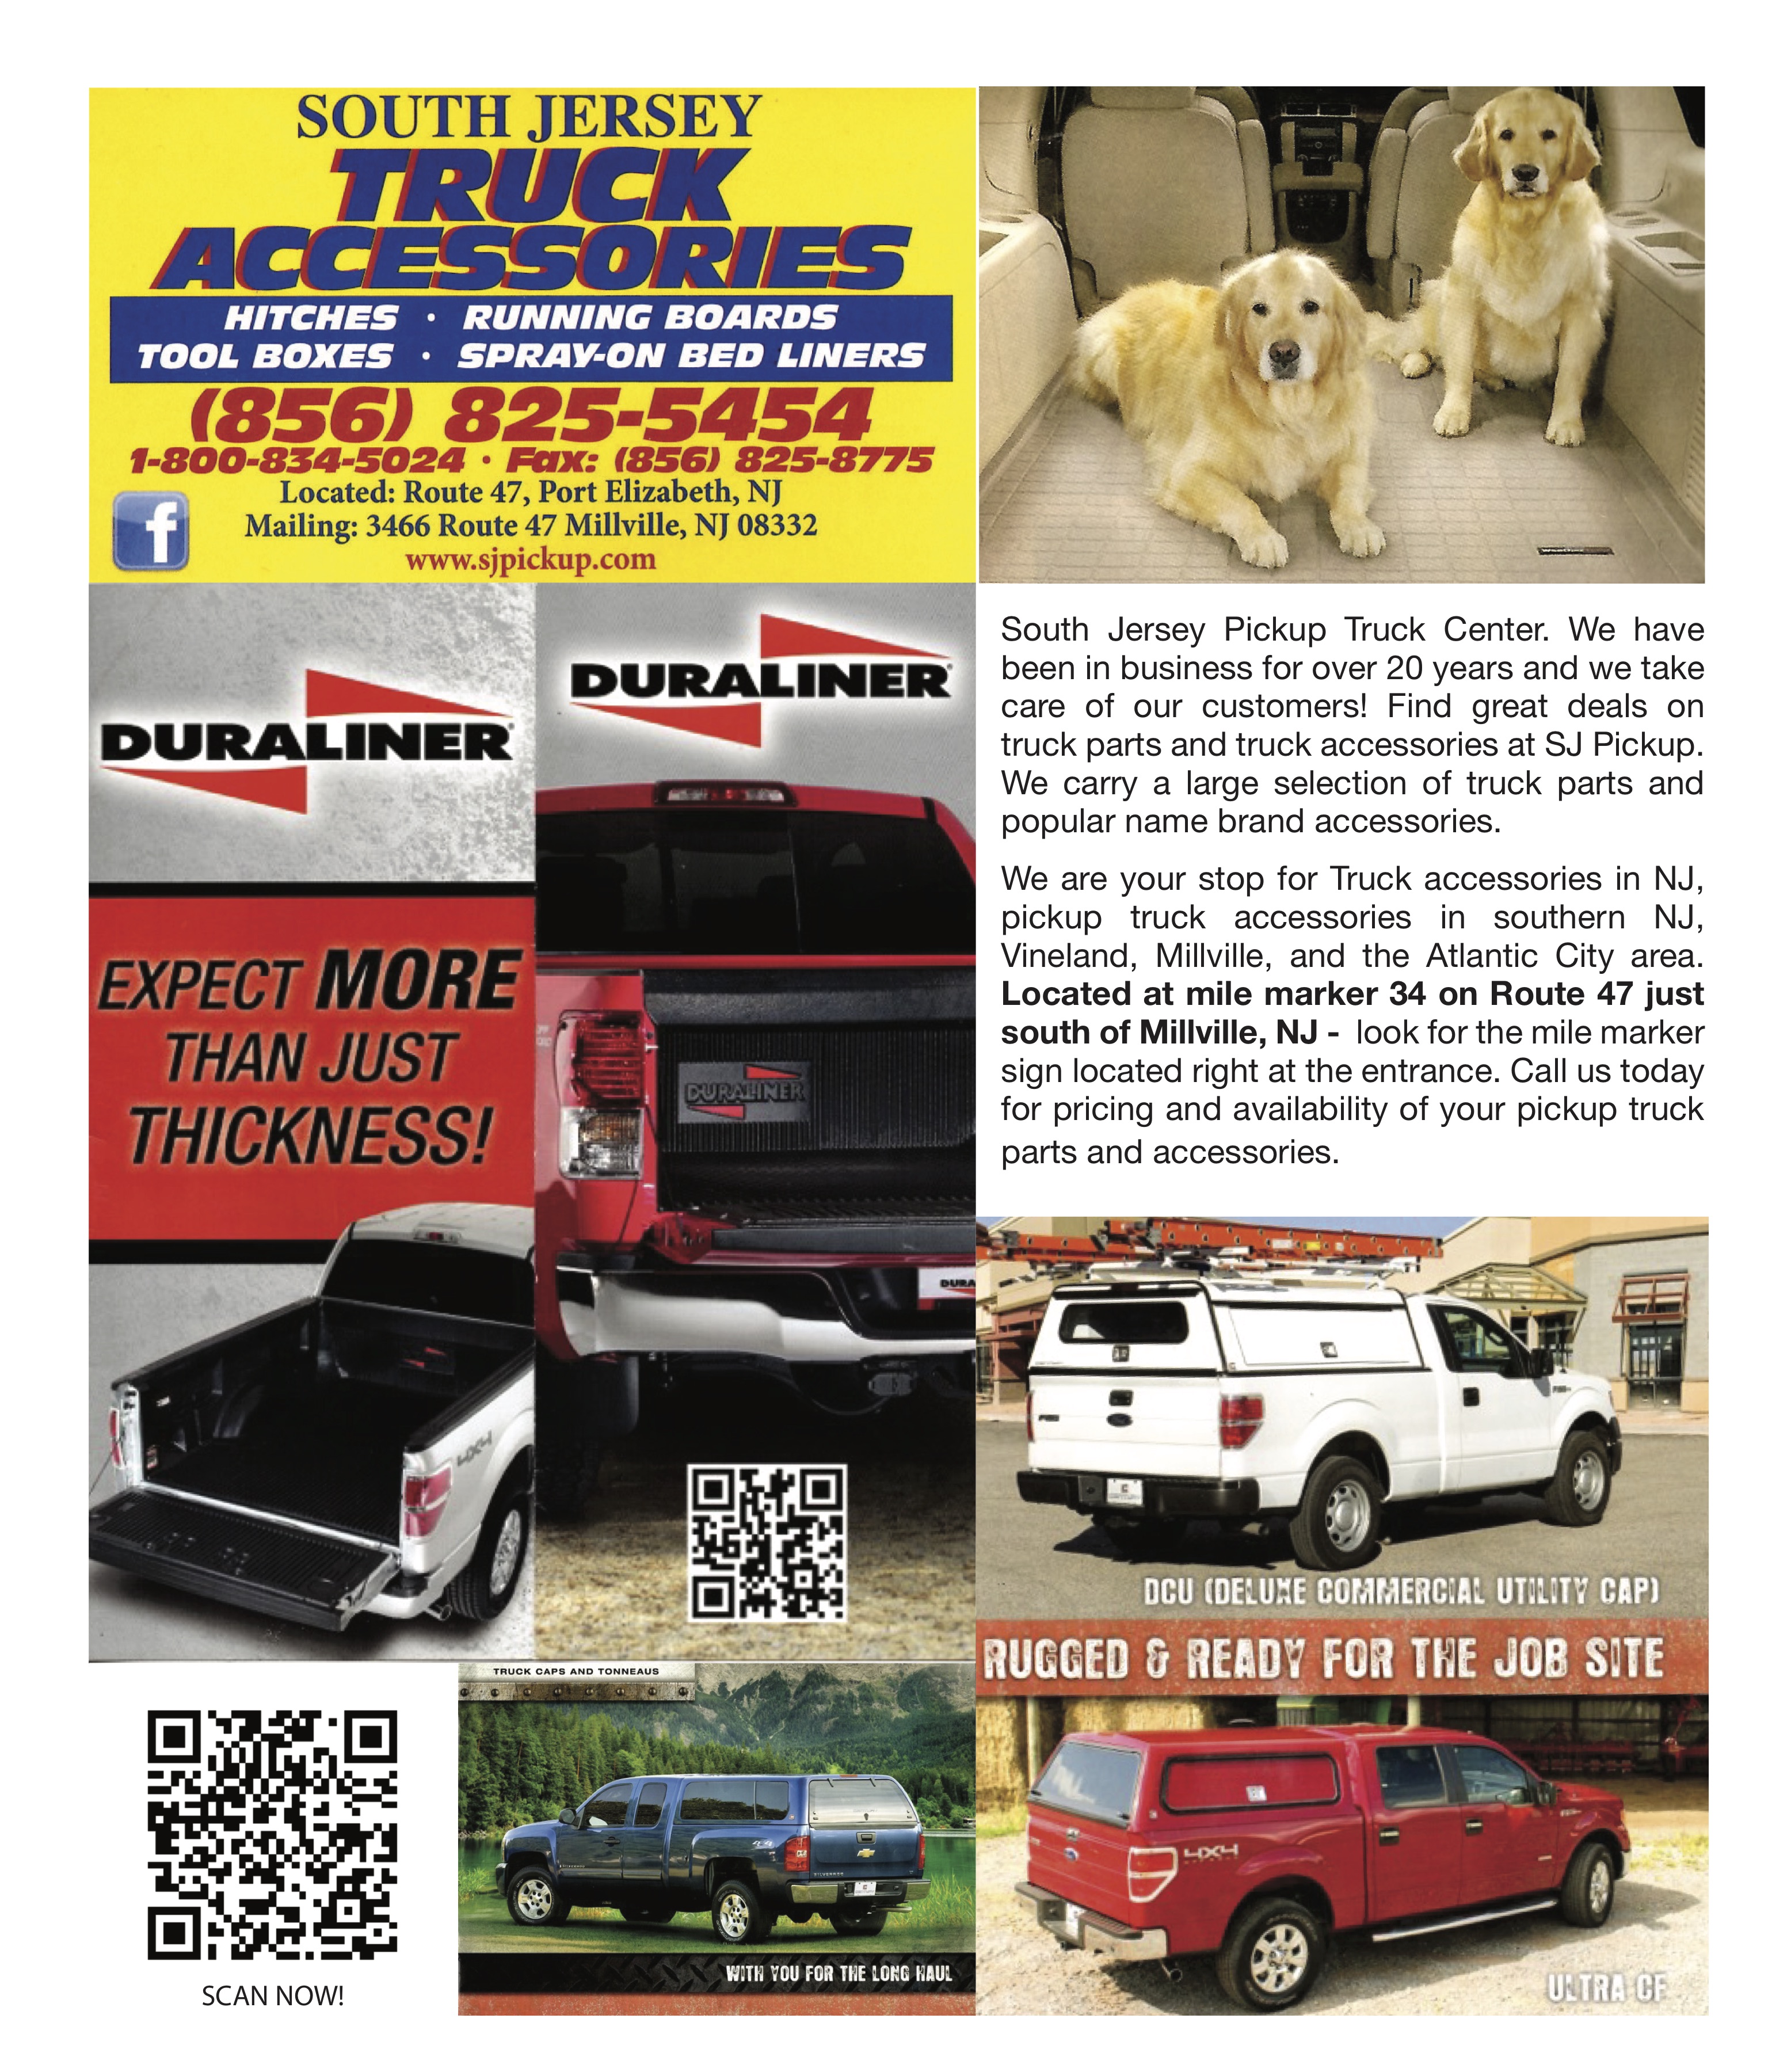 SOUTH JERSEY
TRUCK
ACCESSORIES
HITCHES · RUNNING BOARDS
TOOL BOXES · SPRAY-ON BED LINERS
(856) 825-5454
1-800-834-5024 · Fax: (856) 825-8775
Located: Route 47, Port Elizabeth, NJ
Mailing: 3466 Route 47 Millville, NJ 08332
www.sjpickup.com
f
DURALINER®
EXPECT MORE
THAN JUST
THICKNESS!
4X4
DURALINER®
DURALINER
DURA
South Jersey Pickup Truck Center. We have
been in business for over 20 years and we take
care of our customers! Find great deals on
truck parts and truck accessories at SJ Pickup.
We carry a large selection of truck parts and
popular name brand accessories.
We are your stop for Truck accessories in NJ,
pickup truck accessories in southern NJ,
Vineland, Millville, and the Atlantic City area.
Located at mile marker 34 on Route 47 just
south of Millville, NJ - look for the mile marker
sign located right at the entrance. Call us today
for pricing and availability of your pickup truck
parts and accessories.
DCU (DELUXE COMMERCIAL UTILITY CAP)
RUGGED & READY FOR THE JOB SITE
4X4
ULTRA CF
TRUCK CAPS AND TONNEAUS
SILVERADO
WITH YOU FOR THE LONG HAUL
SCAN NOW!